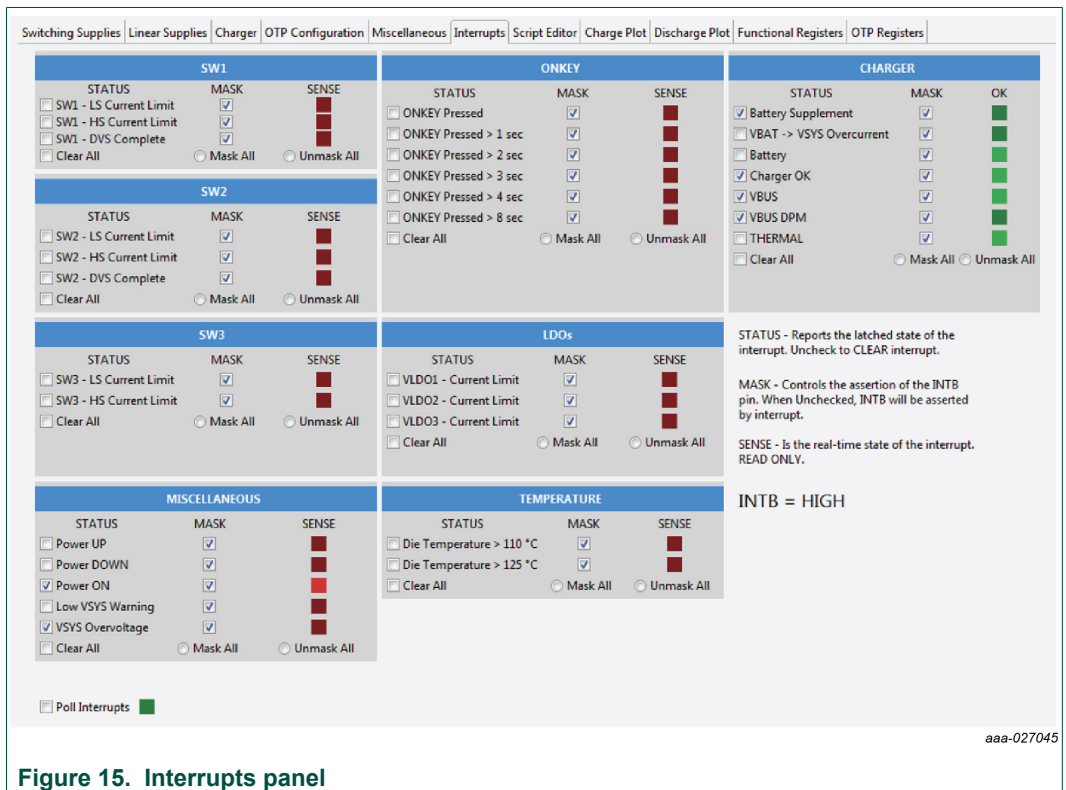 Switching Supplies Linear Supplies Charger OTP Configuration Miscellaneous Interrupts Script Editor Charge Plot Discharge Plot Functional Registers OTP Registers
SW1
STATUS MASK SENSE
SW1 - LS Current Limit
SW1 - HS Current Limit
SW1 - DVS Complete
Clear All Mask All Unmask All
SW2
STATUS MASK SENSE
SW2 - LS Current Limit
SW2 - HS Current Limit
SW2 - DVS Complete
Clear All Mask All Unmask All
ONKEY
STATUS MASK SENSE
ONKEY Pressed
ONKEY Pressed > 1 sec
ONKEY Pressed > 2 sec
ONKEY Pressed > 3 sec
ONKEY Pressed > 4 sec
ONKEY Pressed > 8 sec
Clear All Mask All Unmask All
CHARGER
STATUS MASK OK
Battery Supplement
VBAT -> VSYS Overcurrent
Battery
Charger OK
VBUS
VBUS DPM
THERMAL
Clear All Mask All Unmask All
SW3
STATUS MASK SENSE
SW3 - LS Current Limit
SW3 - HS Current Limit
Clear All Mask All Unmask All
LDOs
STATUS MASK SENSE
VLDO1 - Current Limit
VLDO2 - Current Limit
VLDO3 - Current Limit
Clear All Mask All Unmask All
STATUS - Reports the latched state of the
interrupt. Uncheck to CLEAR interrupt.
MASK - Controls the assertion of the INTB
pin. When Unchecked, INTB will be asserted
by interrupt.
SENSE - Is the real-time state of the interrupt.
READ ONLY.
INTB = HIGH
MISCELLANEOUS
STATUS MASK SENSE
Power UP
Power DOWN
Power ON
Low VSYS Warning
VSYS Overvoltage
Clear All Mask All Unmask All
TEMPERATURE
STATUS MASK SENSE
Die Temperature > 110 °C
Die Temperature > 125 °C
Clear All Mask All Unmask All
Poll Interrupts
aaa-027045
Figure 15. Interrupts panel